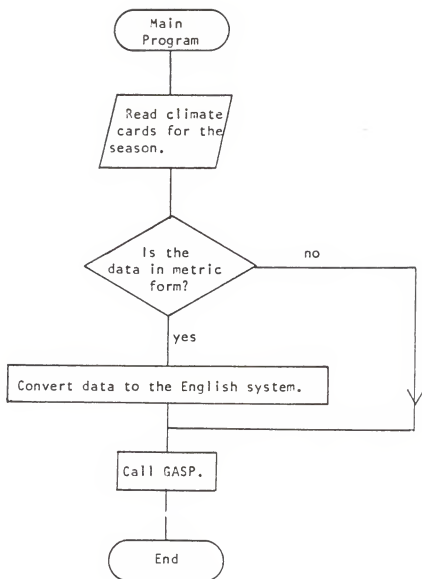 Main
Program
Read climate
cards for the
season.
Is the
data in metric
form?
no
yes
Convert data to the English system.
Call GASP.
End